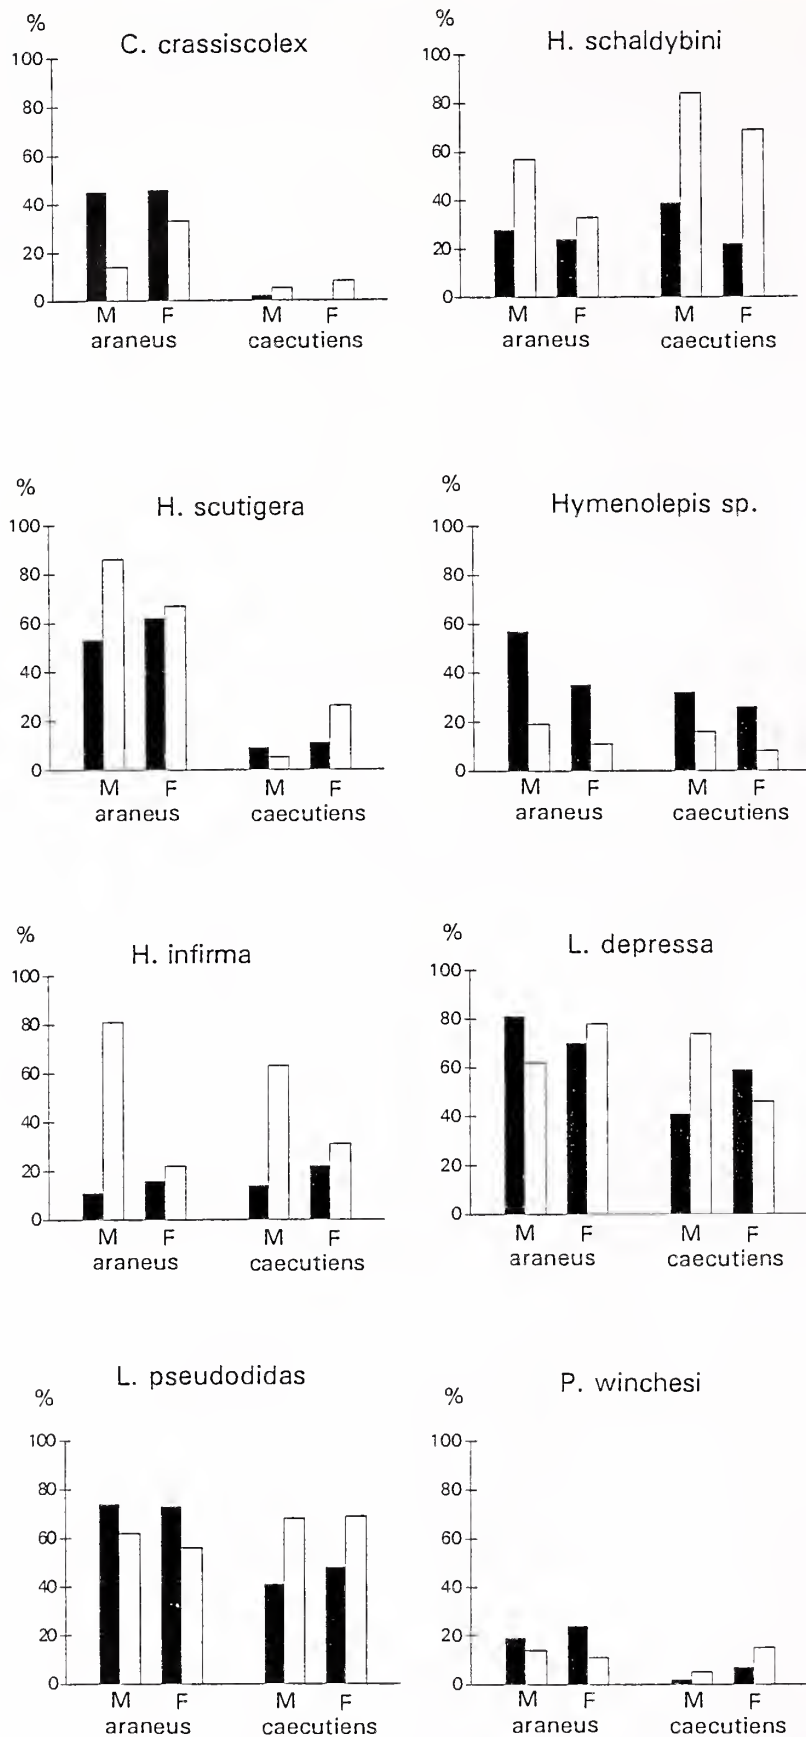 C. crassiscolex
%
100
80
60
40
20
0
M F M F
araneus caecutiens
H. schaldybini
%
100
80
60
40
20
0
M F M F
araneus caecutiens
H. scutigera
%
100
80
60
40
20
0
M F M F
araneus caecutiens
Hymenolepis sp.
%
100
80
60
40
20
0
M F M F
araneus caecutiens
H. infirma
%
100
80
60
40
20
0
M F M F
araneus caecutiens
L. depressa
%
100
80
60
40
20
0
M F M F
araneus caecutiens
L. pseudodidas
%
100
80
60
40
20
0
M F M F
araneus caecutiens
P. winchesi
%
100
80
60
40
20
0
M F M F
araneus caecutiens